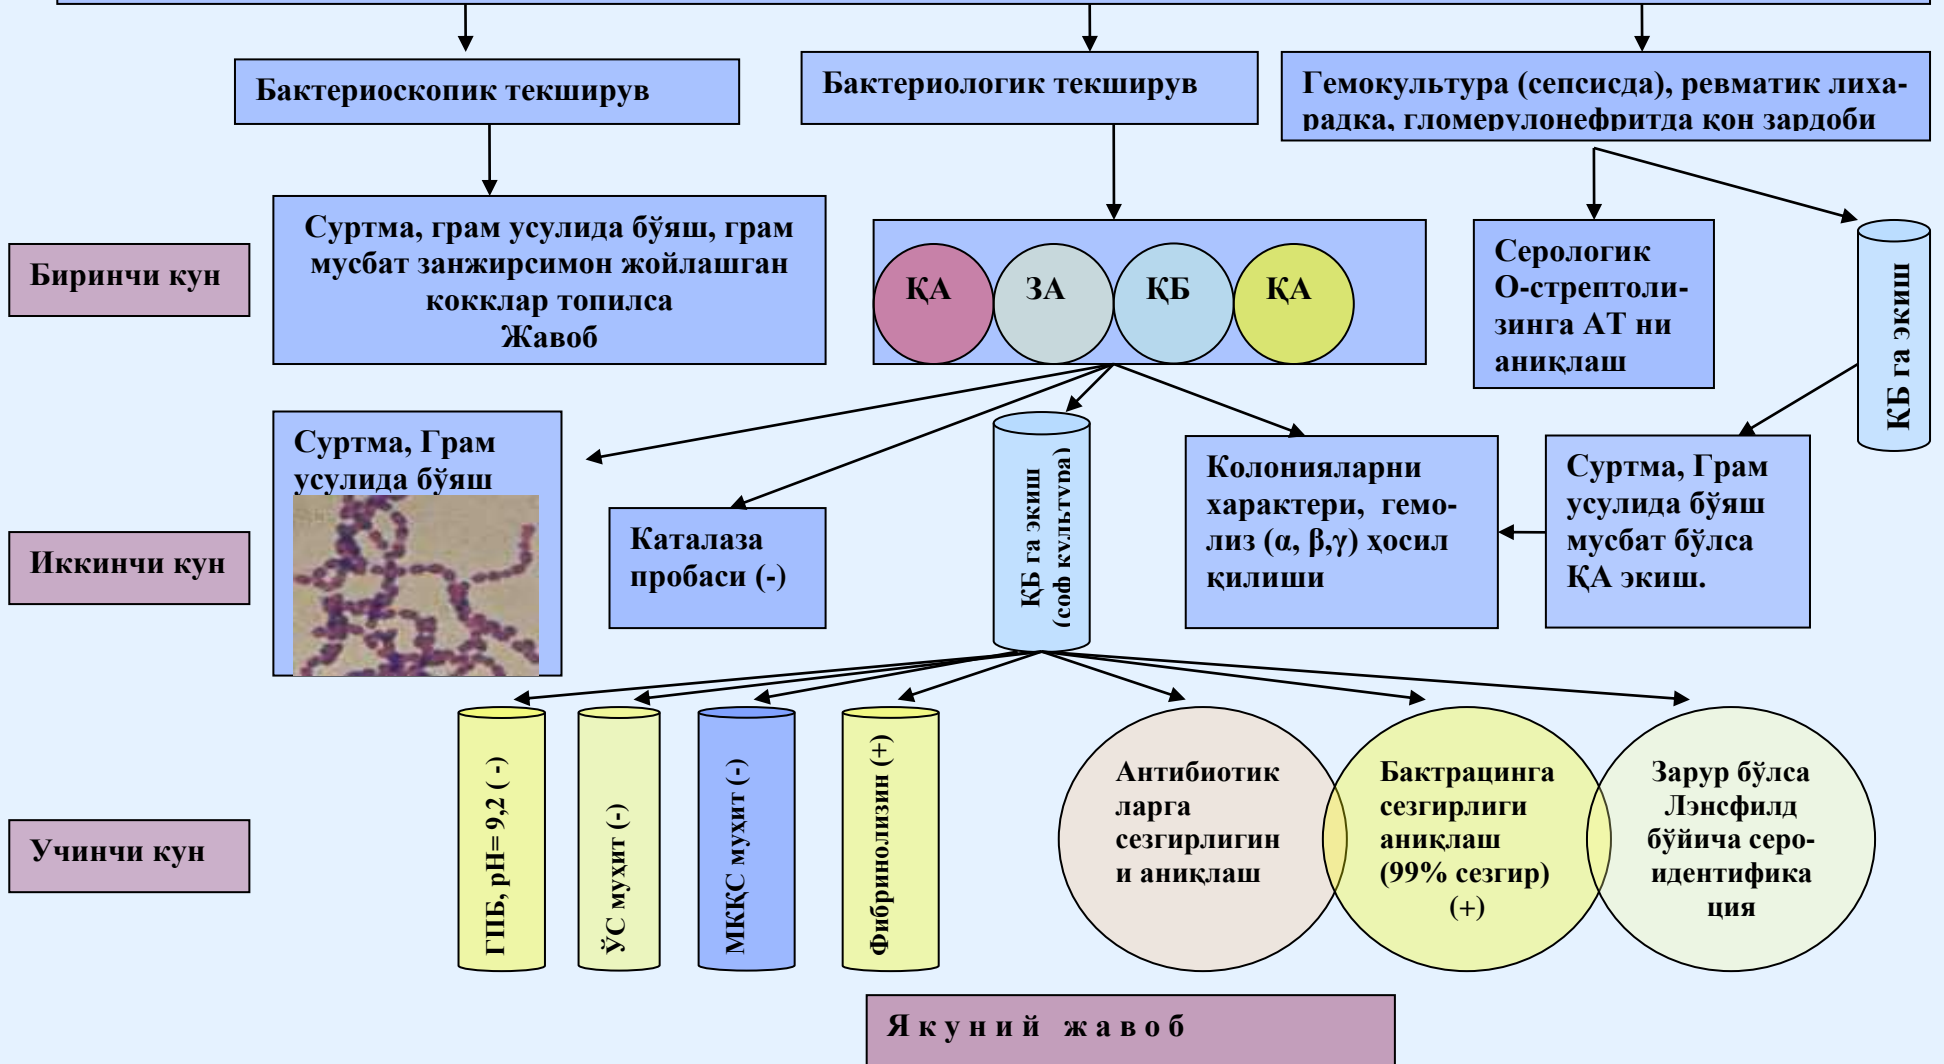 Бактериоскопик текширув
Бактериологик текширув
Гемокультура (сепсисда), ревматик лиха-
радка, гломерулонефритда қон зардоби
Биринчи кун
Суртма, грам усулида бўяш, грам
мусбат занжирсимон жойлашган
кокклар топилса
Жавоб
ҚА
ЗА
ҚБ
ҚА
Серологик
О-стрептоли-
зинга АТ ни
аниқлаш
ҚБ га экиш
Иккинчи кун
Суртма, Грам
усулида бўяш
Каталаза
пробаси (-)
ҚБ га экиш
(соф культура)
Колонияларни
характери, гемо-
лиз (α, β,γ) ҳосил
қилиши
Суртма, Грам
усулида бўяш
мусбат бўлса
ҚА экиш.
Учинчи кун
ГПБ, рН= 9,2 ( -)
ЎС муҳит (-)
МКҚС муҳит (-)
Фибринолизин (+)
Антибиотик
ларга
сезгирлигин
и аниқлаш
Бактрацинга
сезгирлиги
аниқлаш
(99% сезгир)
(+)
Зарур бўлса
Лэнсфилд
бўйича серо-
идентифика
ция
Я к у н и й ж а в о б